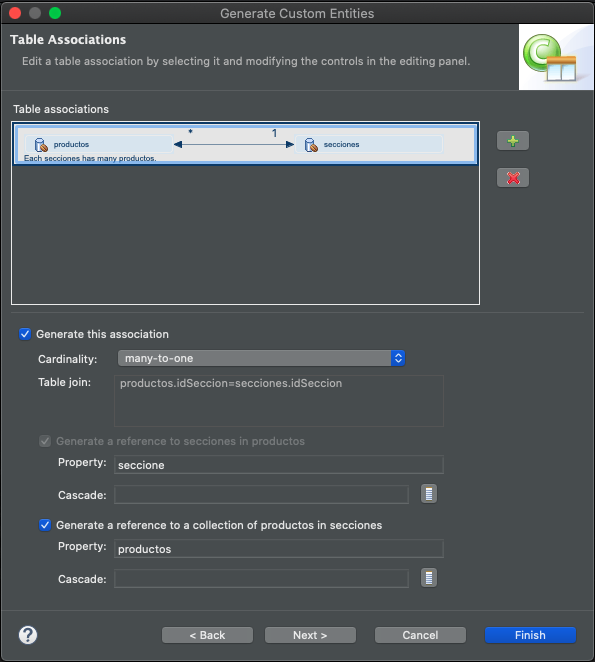 Generate Custom Entities
Table Associations
Edit a table association by selecting it and modifying the controls in the editing panel.
C
Table associations
* 1
productos secciones
Each secciones has many productos.
Generate this association
Cardinality: many-to-one
Table join: productos.idSeccion=secciones.idSeccion
Generate a reference to secciones in productos
Property: seccione
Cascade:
Generate a reference to a collection of productos in secciones
Property: productos
Cascade:
? < Back Next > Cancel Finish